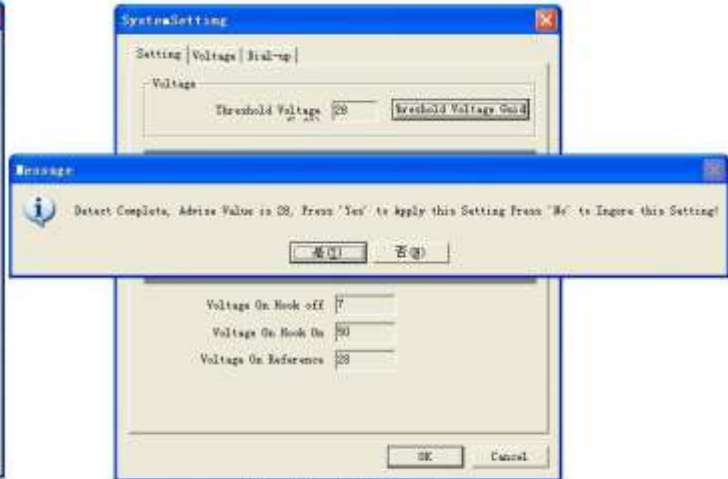 SystemSetting
Setting Voltage Dial-up
Voltage
Threshold Voltage 28 hreshold Voltage Guid
Message
Detect Complete, Advise Value is 28, Press 'Yes' to Apply this Setting Press 'No' to Ingore this Setting!
是(Y) 否(N)
Voltage On Hook off 7
Voltage On Hook On 50
Voltage On Reference 28
OK Cancel